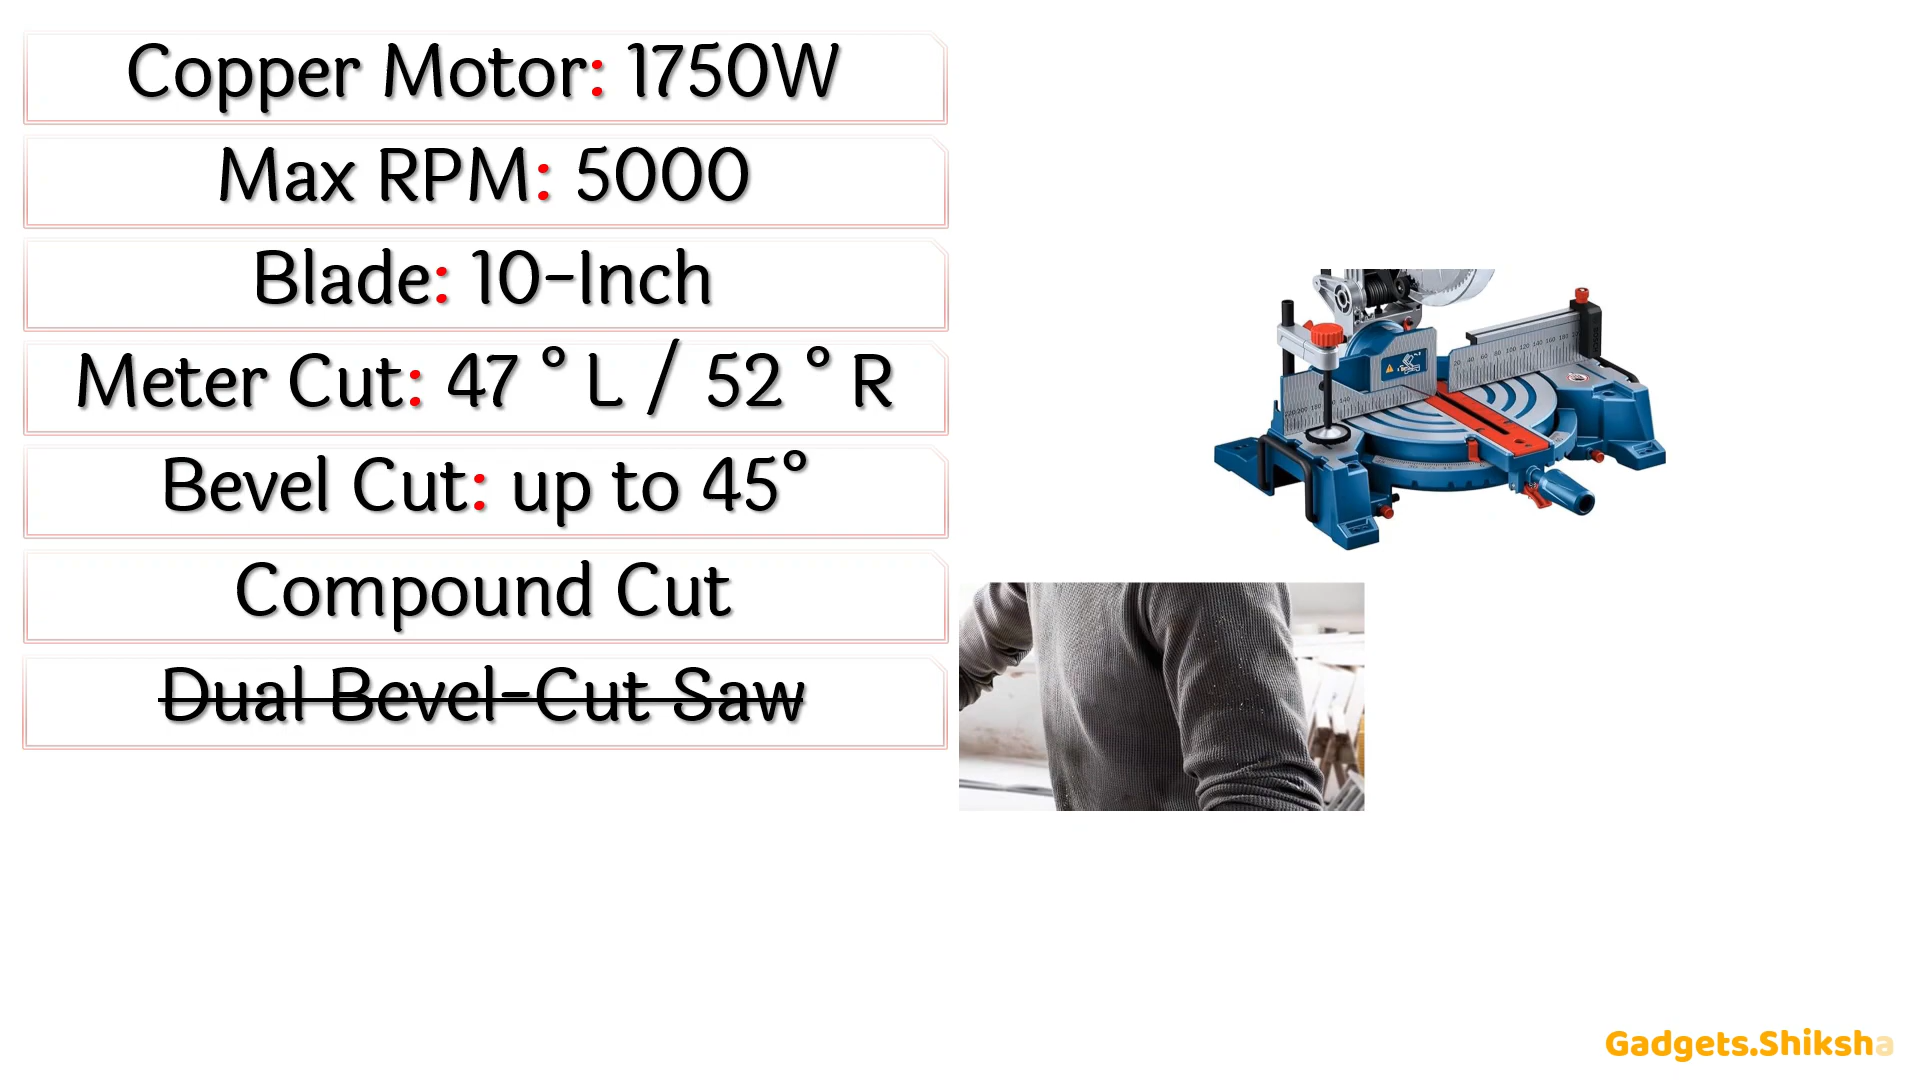 Copper Motor: 1750W
Max RPM: 5000
Blade: 10-Inch
Meter Cut: 47 ° L / 52 ° R
Bevel Cut: up to 45°
Compound Cut
Dual Bevel-Cut Saw
Gadgets.Shiksha